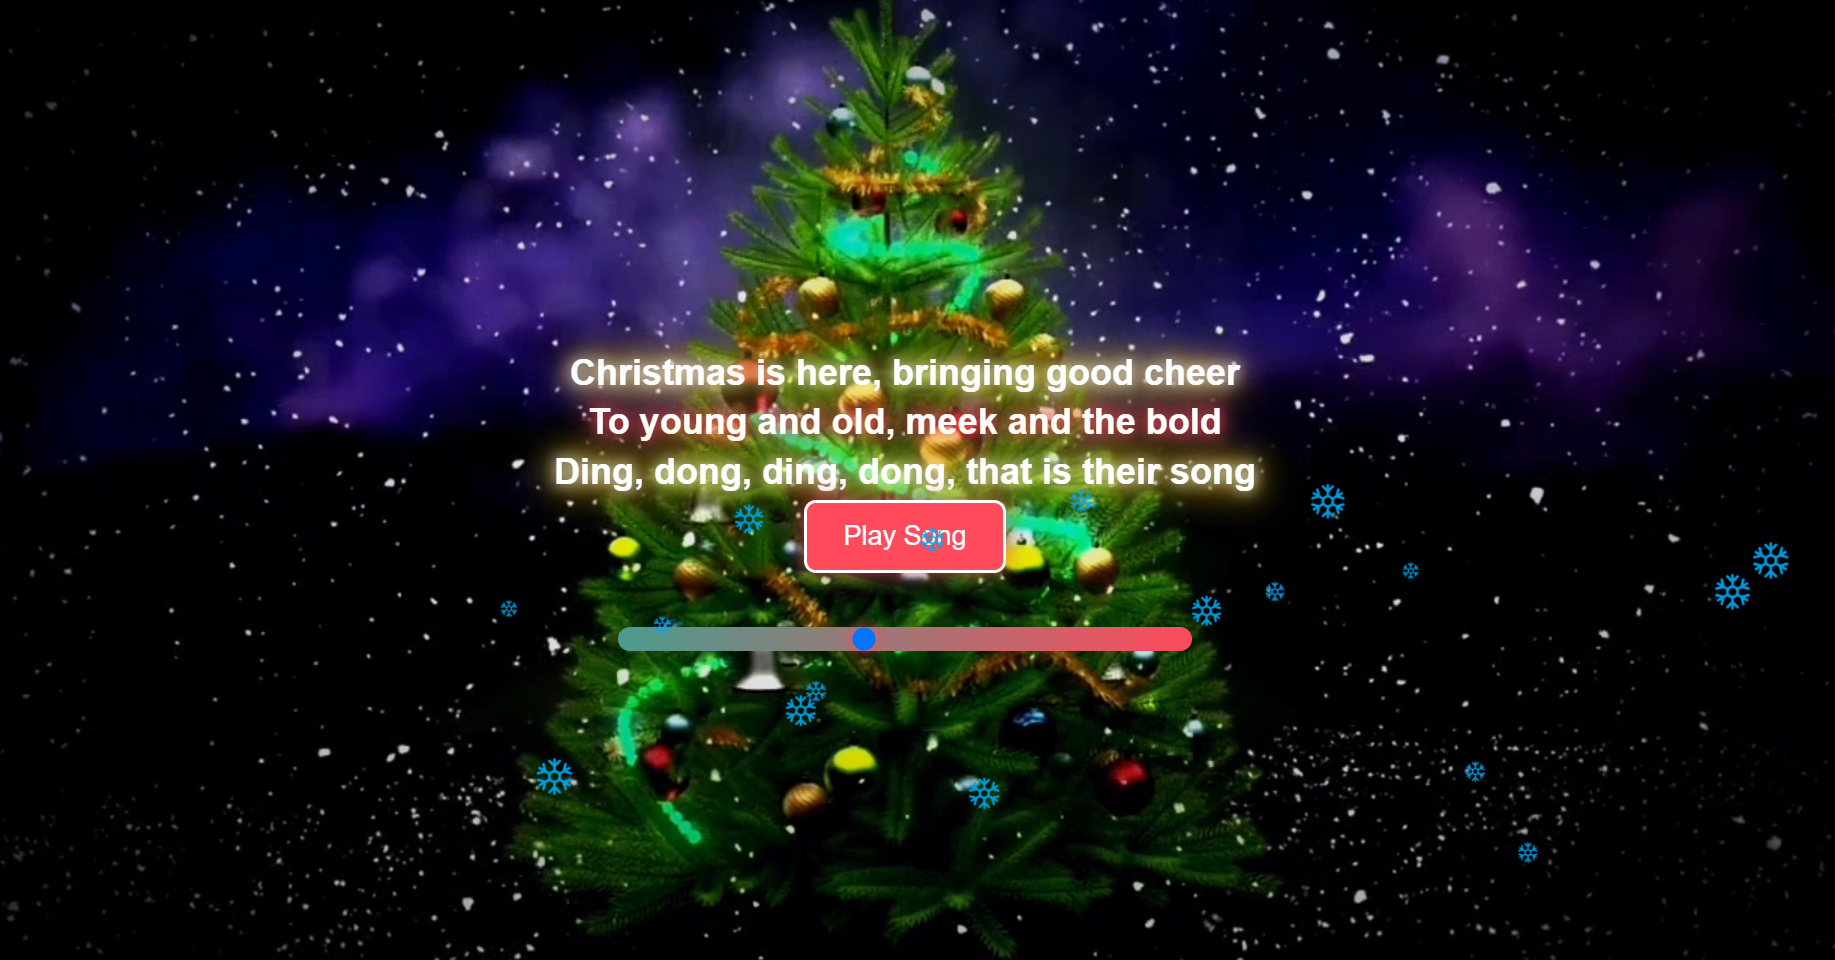 Christmas is here, bringing good cheer
To young and old, meek and the bold
Ding, dong, ding, dong, that is their song
Play Song